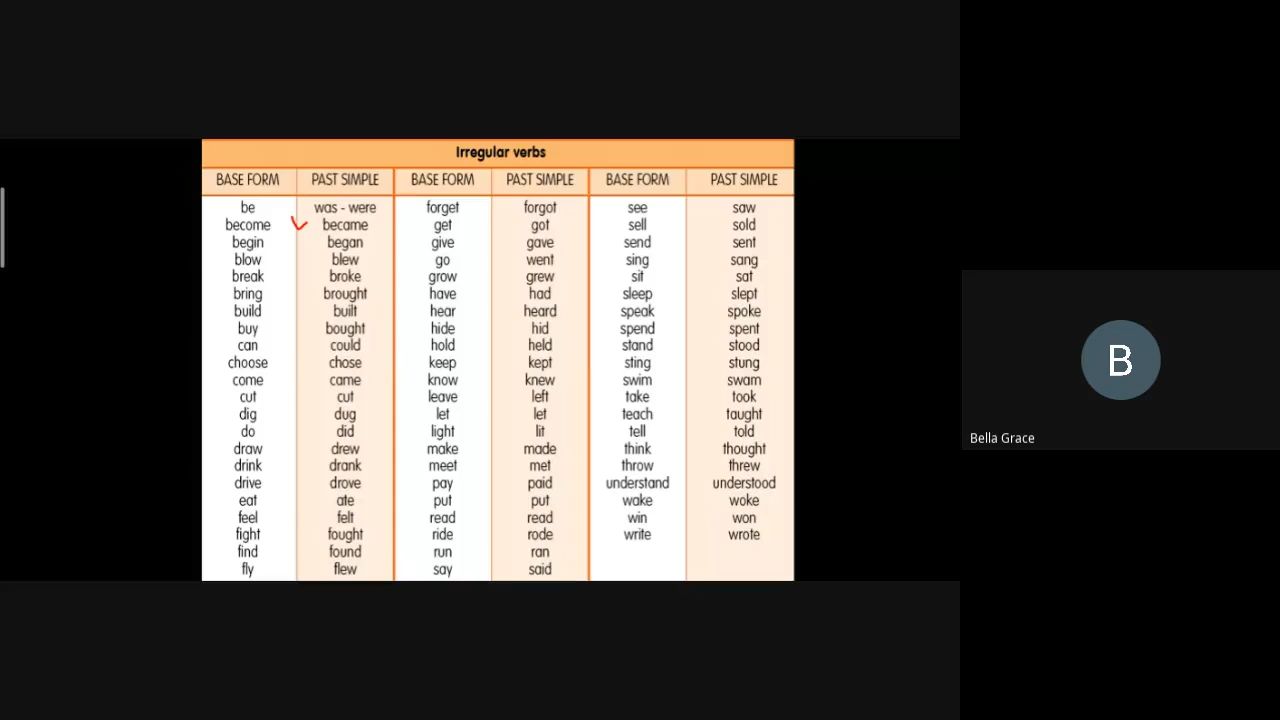 Irregular verbs
BASE FORM PAST SIMPLE BASE FORM PAST SIMPLE BASE FORM PAST SIMPLE
be was - were forget forgot see saw
become became get got sell sold
begin began give gave send sent
blow blew go went sing sang
break broke grow grew sit sat
bring brought have had sleep slept
build built hear heard speak spoke
buy bought hide hid spend spent
can could hold held stand stood
choose chose keep kept sting stung
come came know knew swim swam
cut cut leave left take took
dig dug let let teach taught
do did light lit tell told
draw drew make made think thought
drink drank meet met throw threw
drive drove pay paid understand understood
eat ate put put wake woke
feel felt read read win won
fight fought ride rode write wrote
find found run ran
fly flew say said
B
Bella Grace